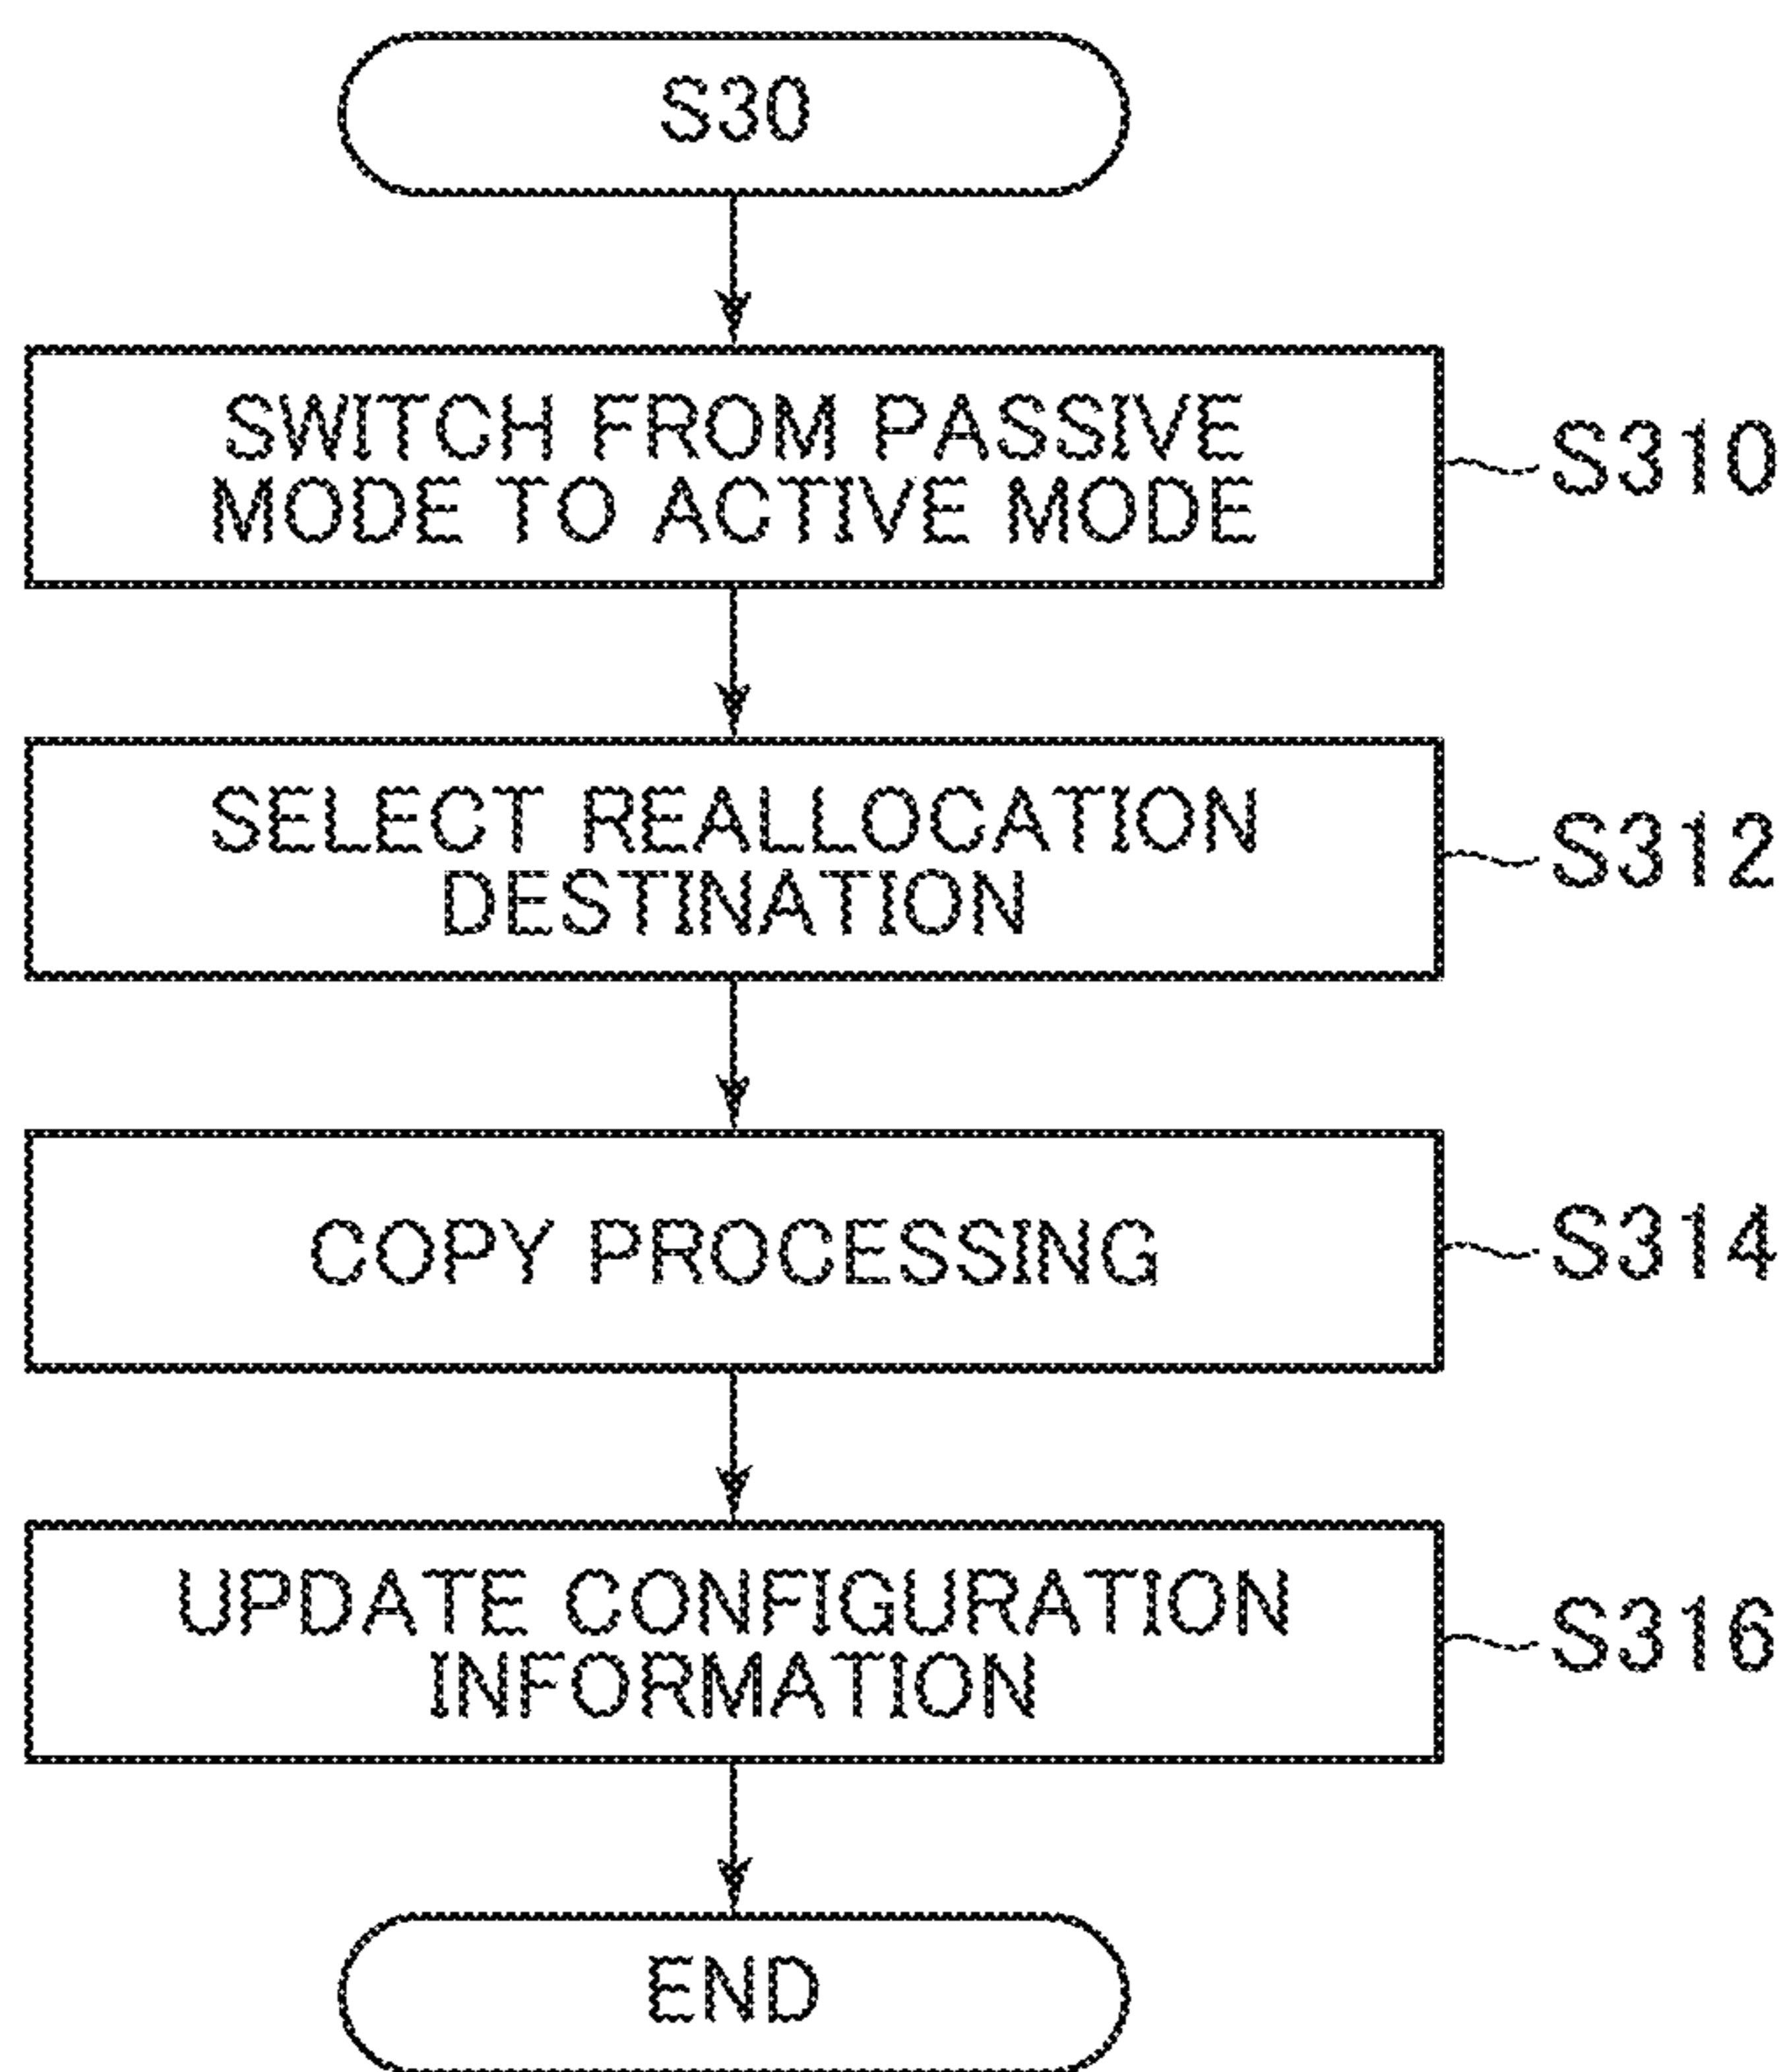 S30
SWITCH FROM PASSIVE
MODE TO ACTIVE MODE
S310
SELECT REALLOCATION
DESTINATION
S312
COPY PROCESSING
S314
UPDATE CONFIGURATION
INFORMATION
S316
END